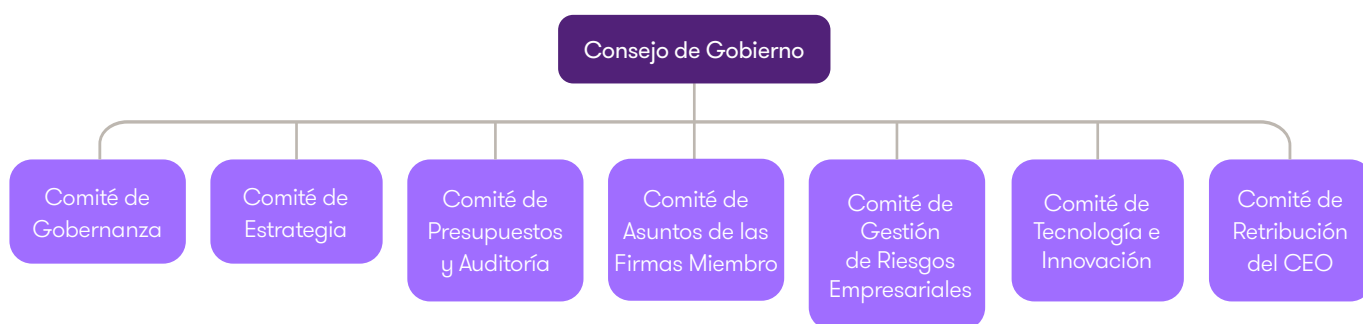 Consejo de Gobierno
Comité de
Gobernanza
Comité de
Estrategia
Comité de
Presupuestos
y Auditoría
Comité de
Asuntos de las
Firmas Miembro
Comité de
Gestión
de Riesgos
Empresariales
Comité de
Tecnología e
Innovación
Comité de
Retribución
del CEO